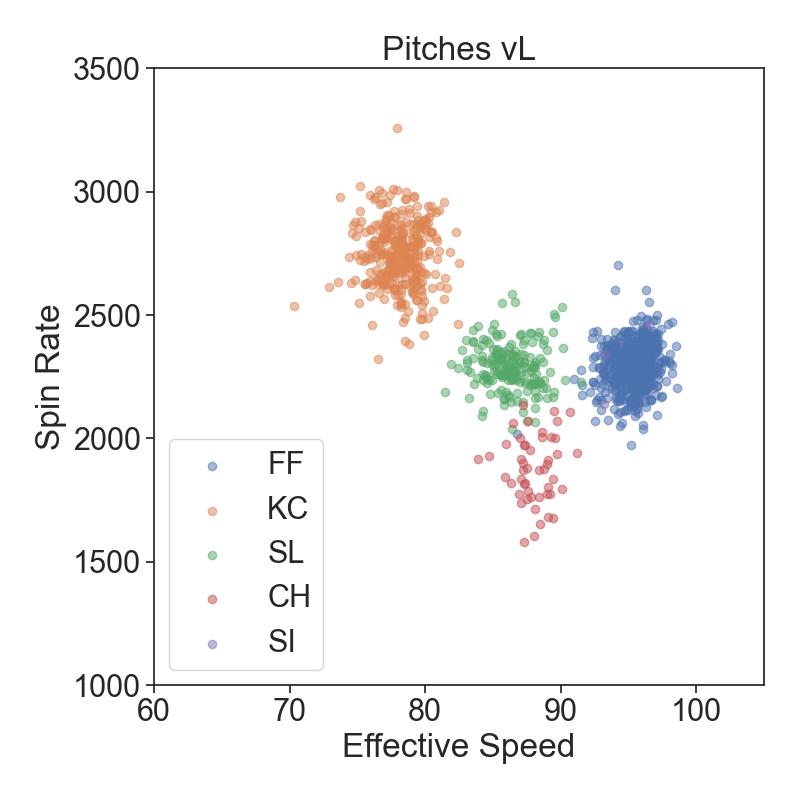 Pitches vL
3500
3000
2500
2000
1500
1000
Spin Rate
FF
KC
SL
CH
SI
60 70 80 90 100
Effective Speed